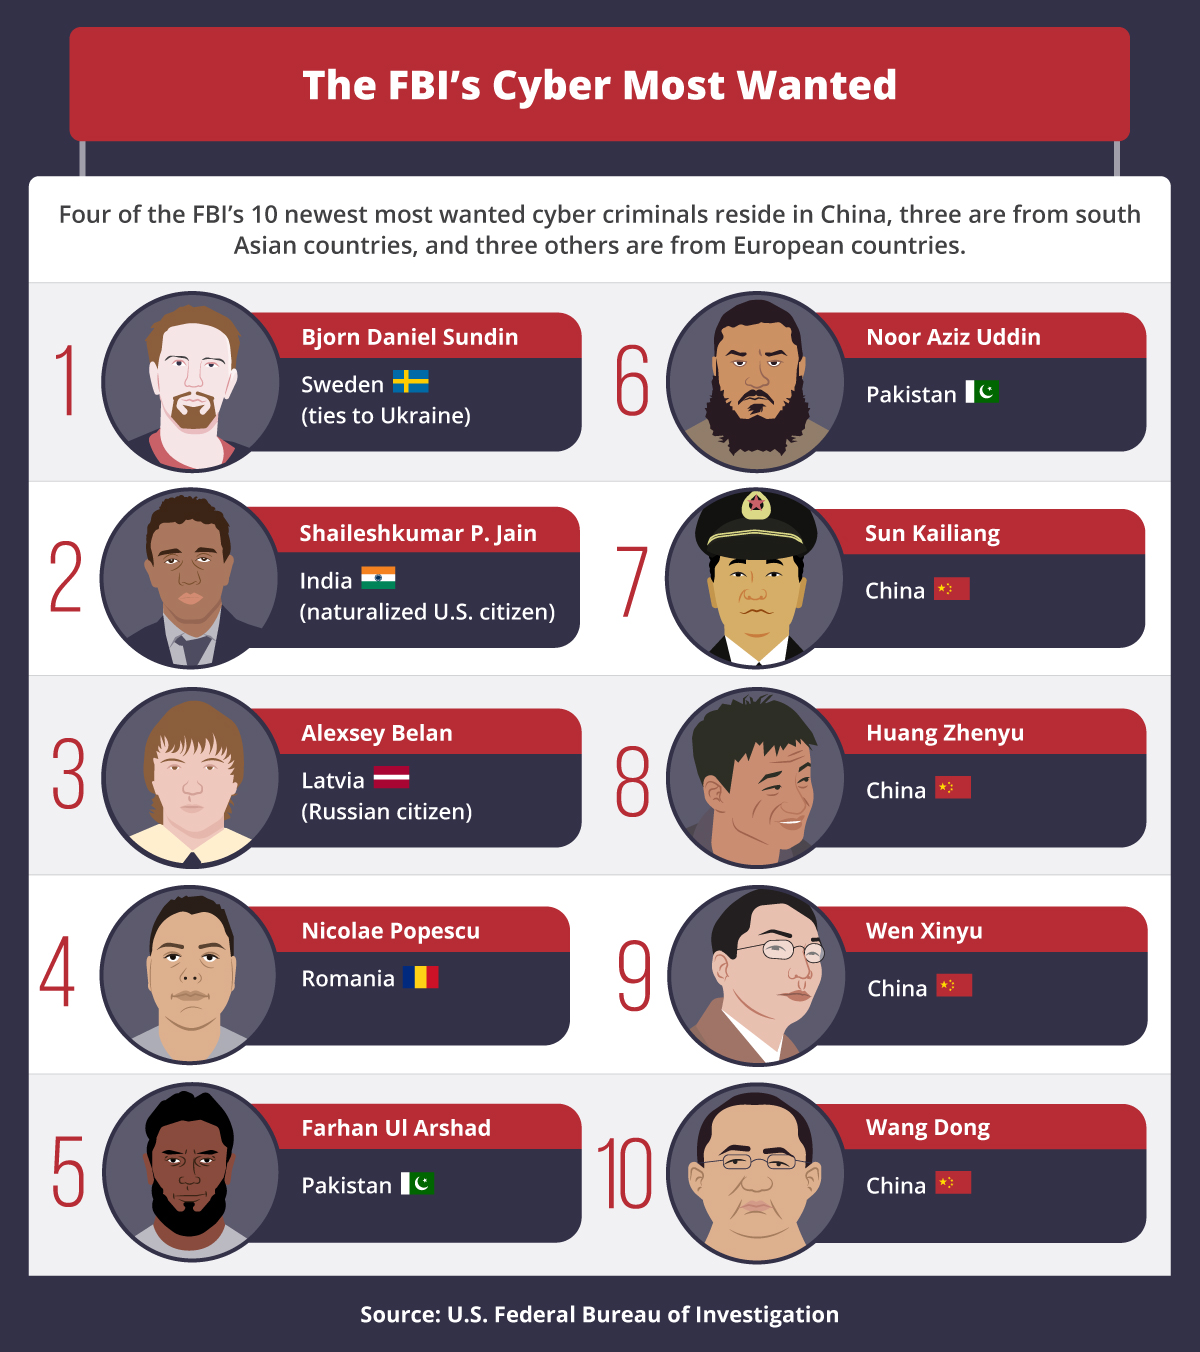 The FBI’s Cyber Most Wanted
Four of the FBI’s 10 newest most wanted cyber criminals reside in China, three are from south
Asian countries, and three others are from European countries.
1
Bjorn Daniel Sundin
Sweden
(ties to Ukraine)
2
Shaileshkumar P. Jain
India
(naturalized U.S. citizen)
3
Alexsey Belan
Latvia
(Russian citizen)
4
Nicolae Popescu
Romania
5
Farhan Ul Arshad
Pakistan
6
Noor Aziz Uddin
Pakistan
7
Sun Kailiang
China
8
Huang Zhenyu
China
9
Wen Xinyu
China
10
Wang Dong
China
Source: U.S. Federal Bureau of Investigation